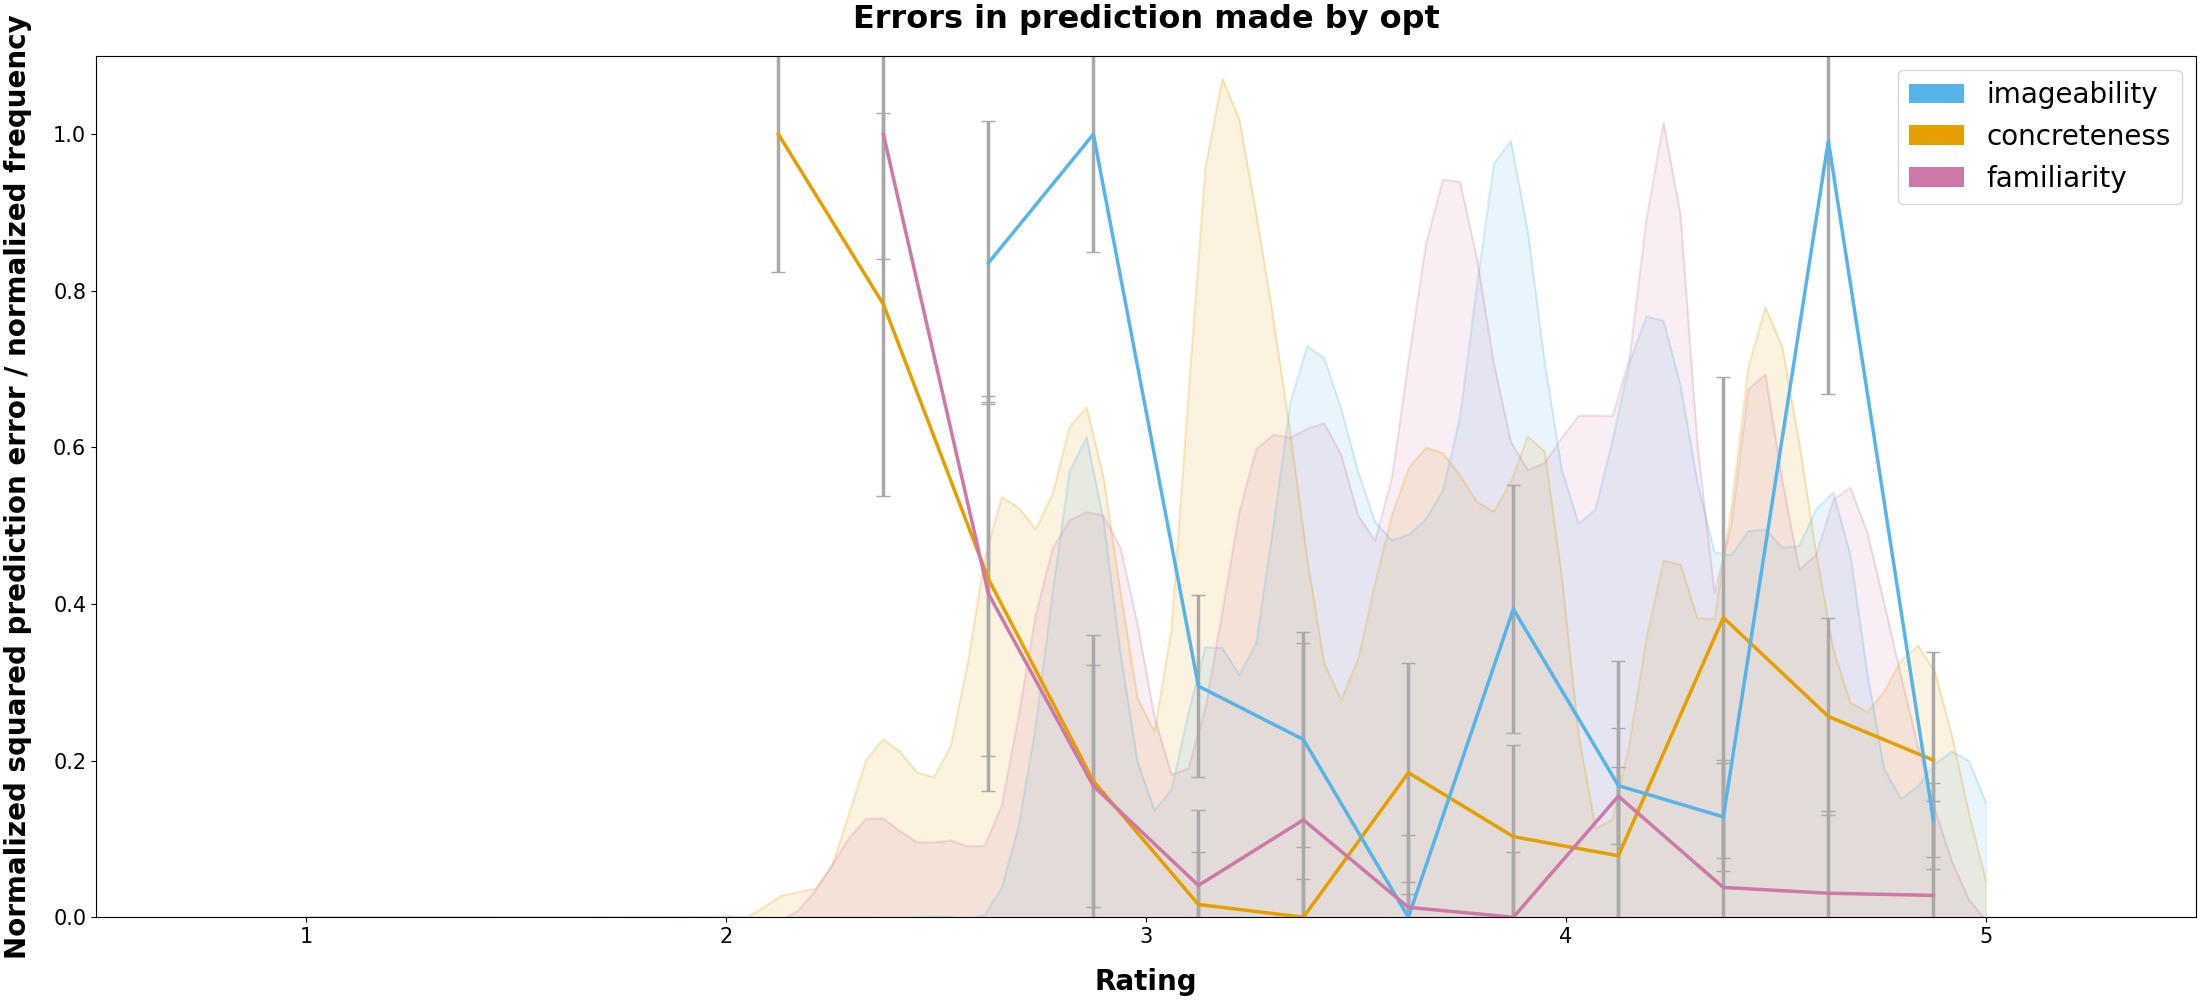 Errors in prediction made by opt
Normalized squared prediction error / normalized frequency
1.0
0.8
0.6
0.4
0.2
0.0
imageability
concreteness
familiarity
1 2 3 4 5
Rating